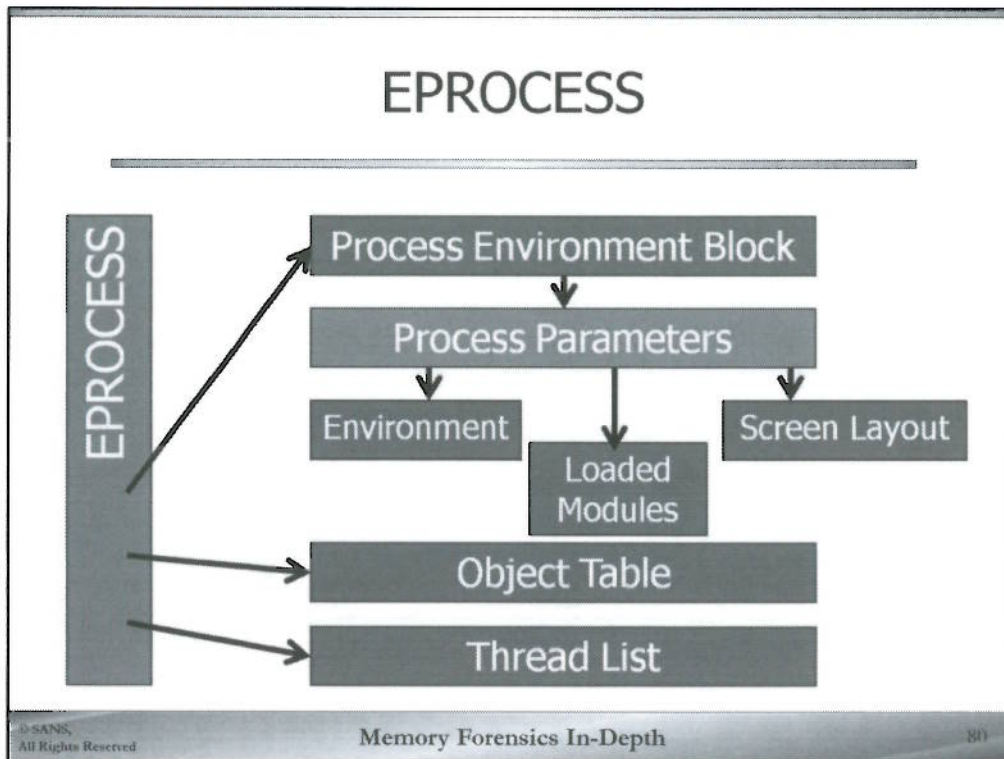 EPROCESS
EPROCESS
Process Environment Block
Process Parameters
Environment
Loaded
Modules
Screen Layout
Object Table
Thread List
© SANS,
All Rights Reserved
Memory Forensics In-Depth
80